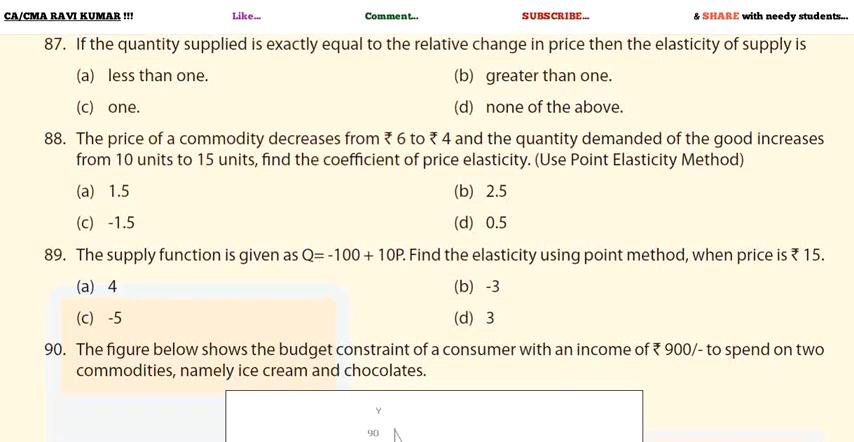 CA/CMA RAVI KUMAR !!! Like... Comment... SUBSCRIBE... & SHARE with needy students...
87. If the quantity supplied is exactly equal to the relative change in price then the elasticity of supply is
(a) less than one. (b) greater than one.
(c) one. (d) none of the above.
88. The price of a commodity decreases from ₹ 6 to ₹ 4 and the quantity demanded of the good increases
from 10 units to 15 units, find the coefficient of price elasticity. (Use Point Elasticity Method)
(a) 1.5 (b) 2.5
(c) -1.5 (d) 0.5
89. The supply function is given as Q= -100 + 10P. Find the elasticity using point method, when price is ₹ 15.
(a) 4 (b) -3
(c) -5 (d) 3
90. The figure below shows the budget constraint of a consumer with an income of ₹ 900/- to spend on two
commodities, namely ice cream and chocolates.
Y
90